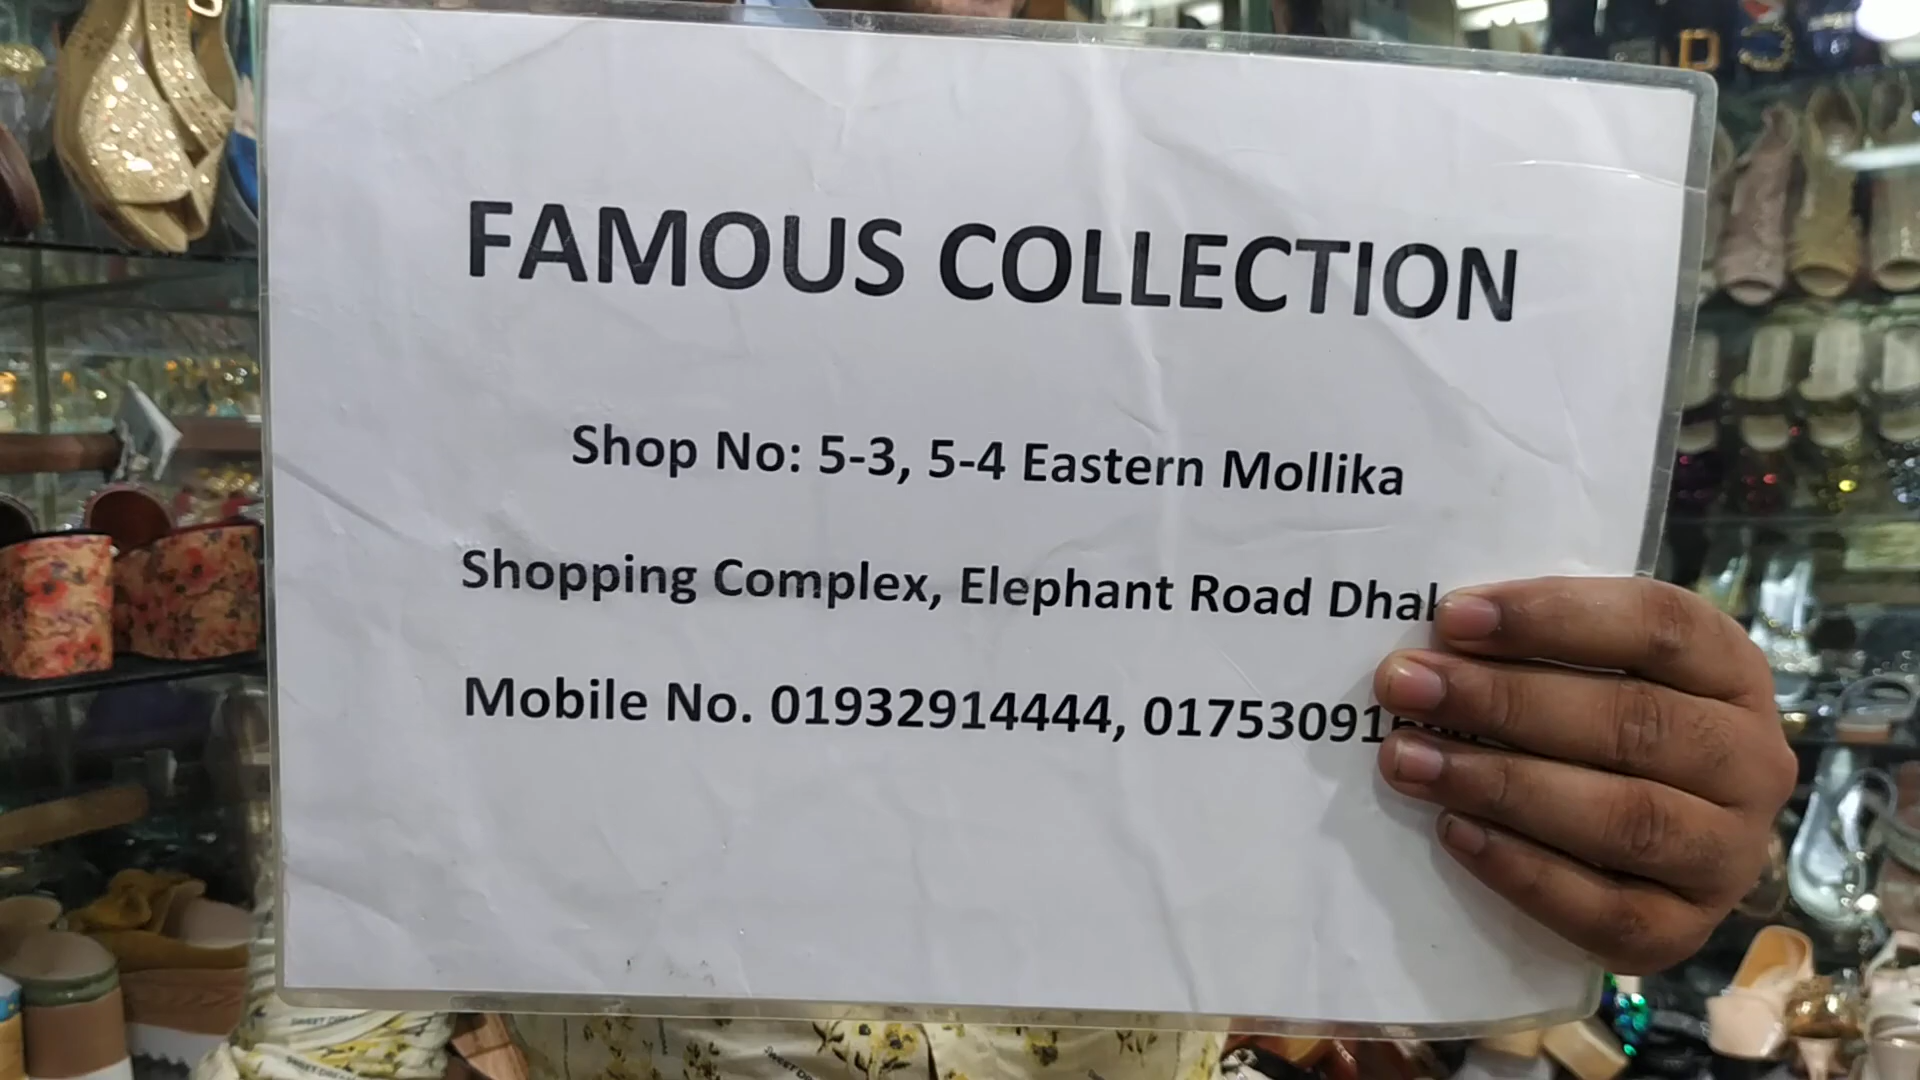 FAMOUS COLLECTION
Shop No: 5-3, 5-4 Eastern Mollika
Shopping Complex, Elephant Road
Mobile No. 01932914444,